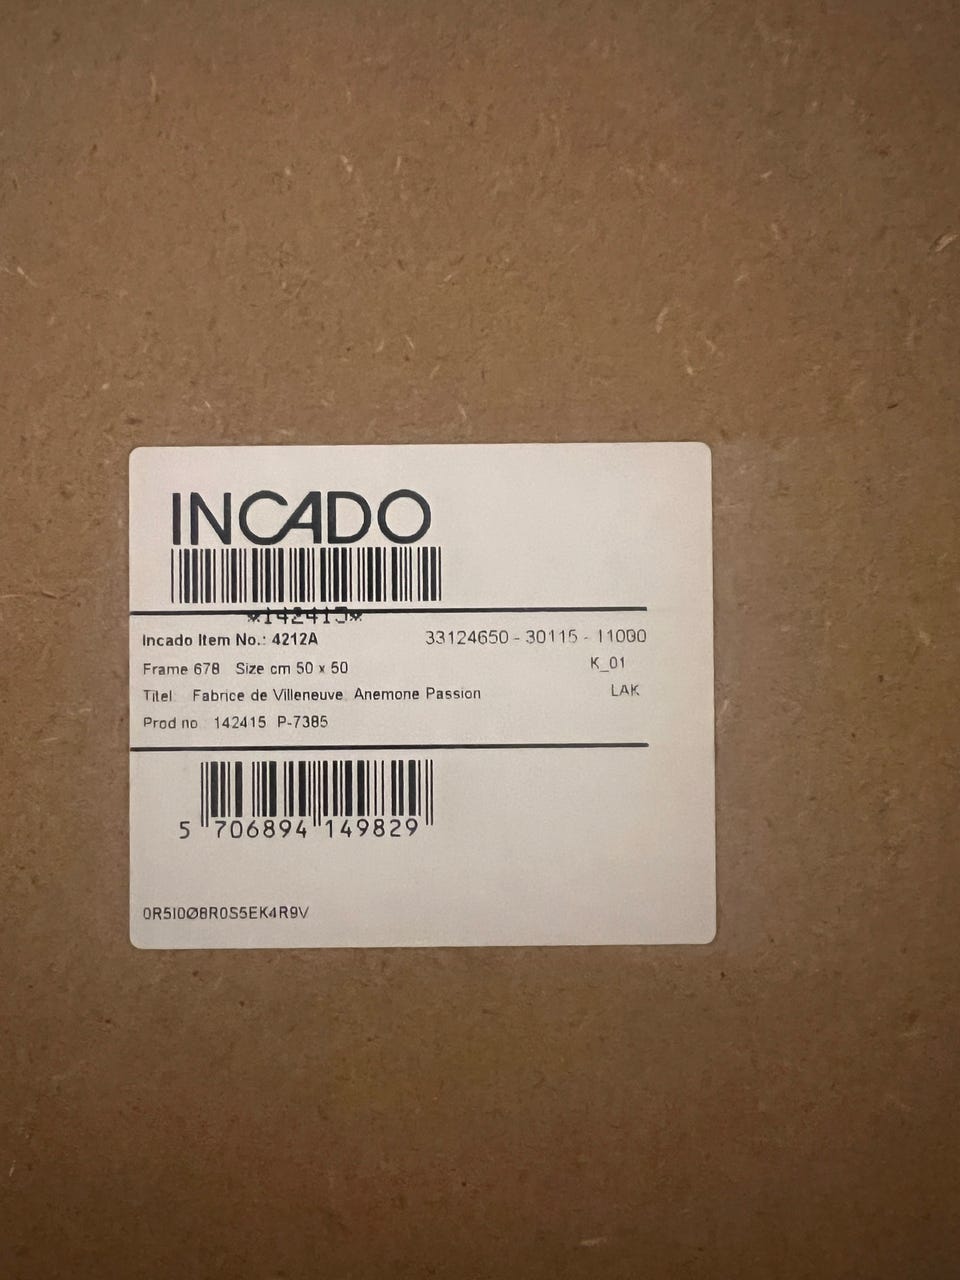 INCADO
*142415*
Incado Item No.: 4212A 33124650 - 30115 - 11000
Frame 678 Size cm 50 x 50 K_01
Titel Fabrice de Villeneuve Anemone Passion LAK
Prod no 142415 P-7385
5 706894 149829